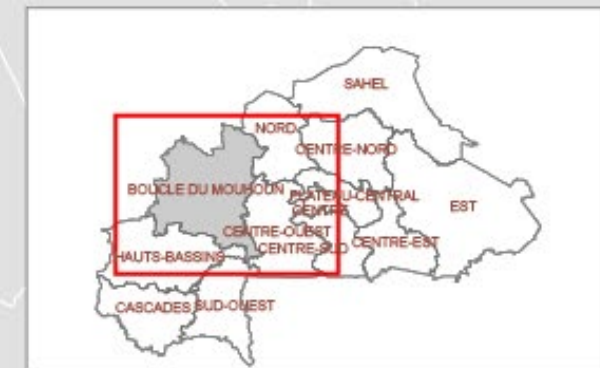 SAHEL
NORD
CENTRE-NORD
BOUCLE DU MOUHOUN
PLATEAU-CENTRAL
EST
CENTRE
CENTRE-OUEST
CENTRE-EST
CENTRE-SUD
HAUTS-BASSINS
CASCADES
SUD-OUEST